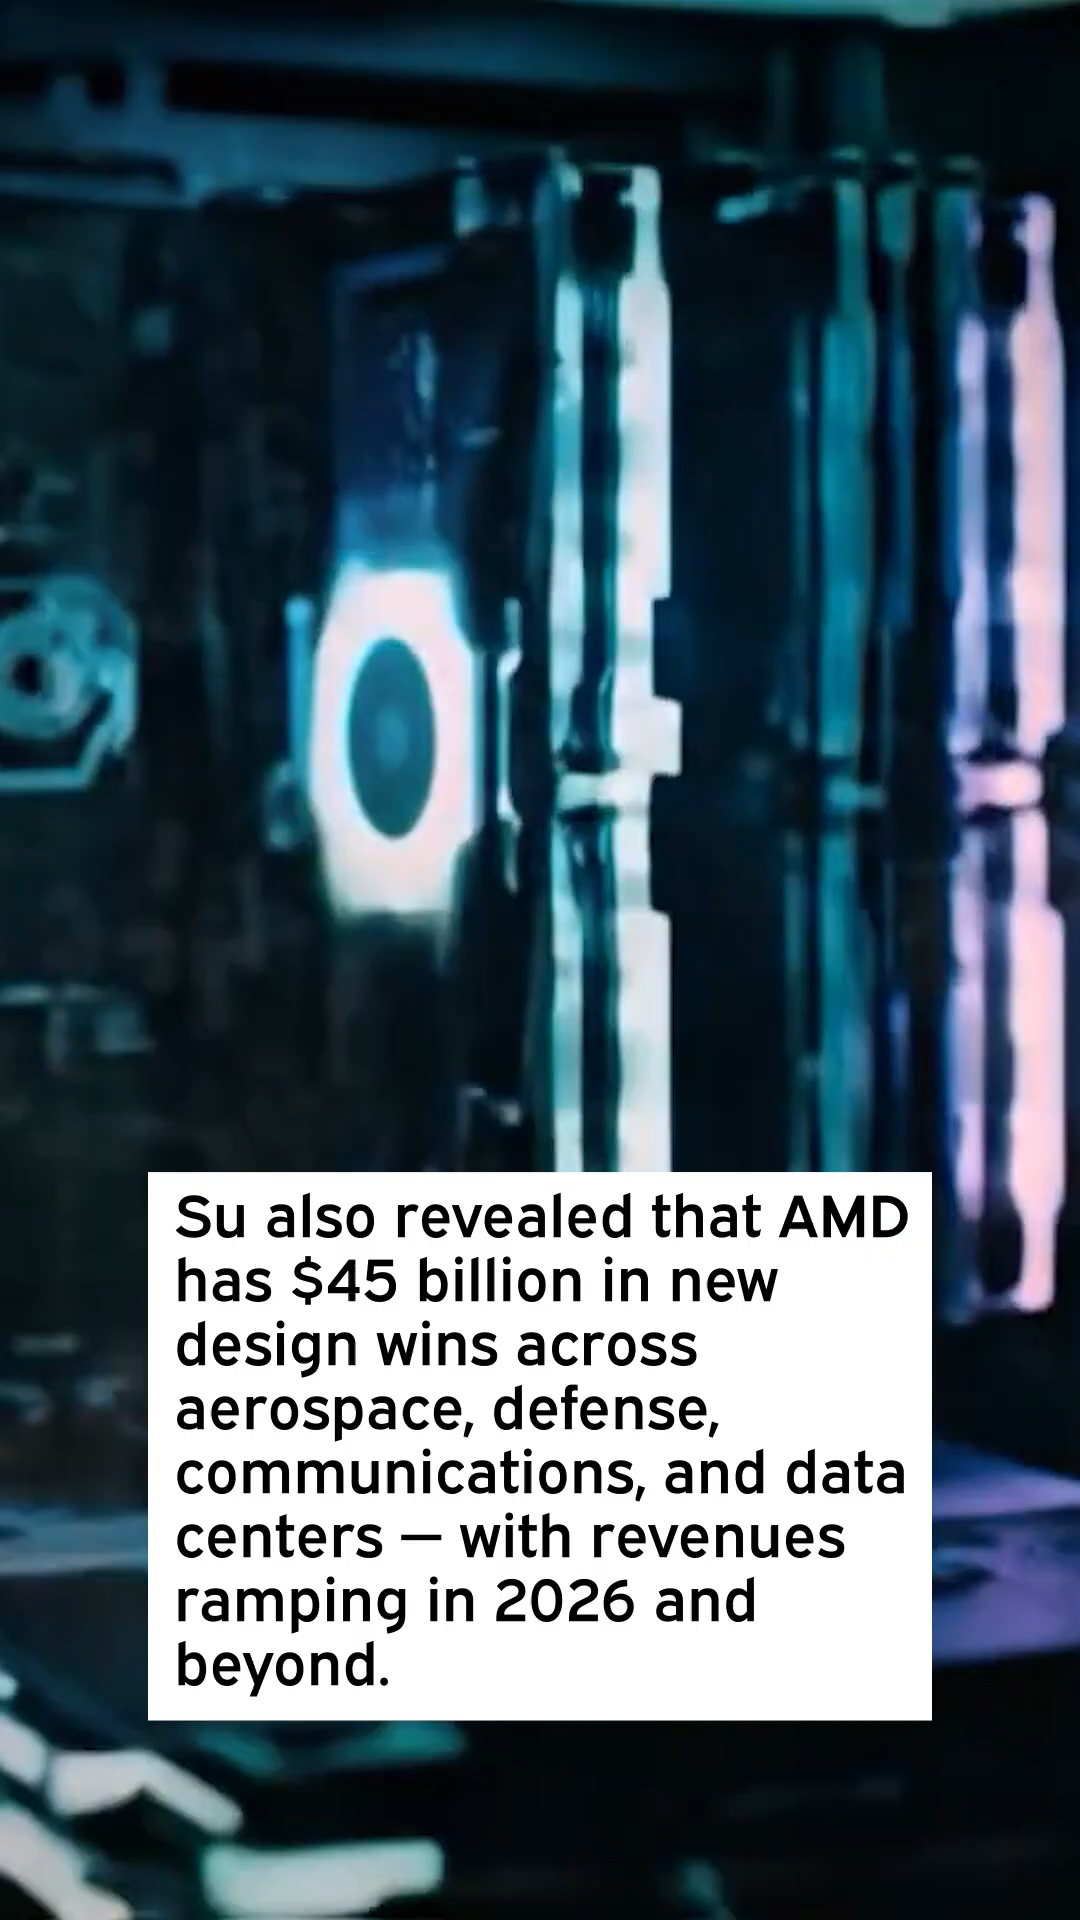 Su also revealed that AMD
has $45 billion in new
design wins across
aerospace, defense,
communications, and data
centers — with revenues
ramping in 2026 and
beyond.